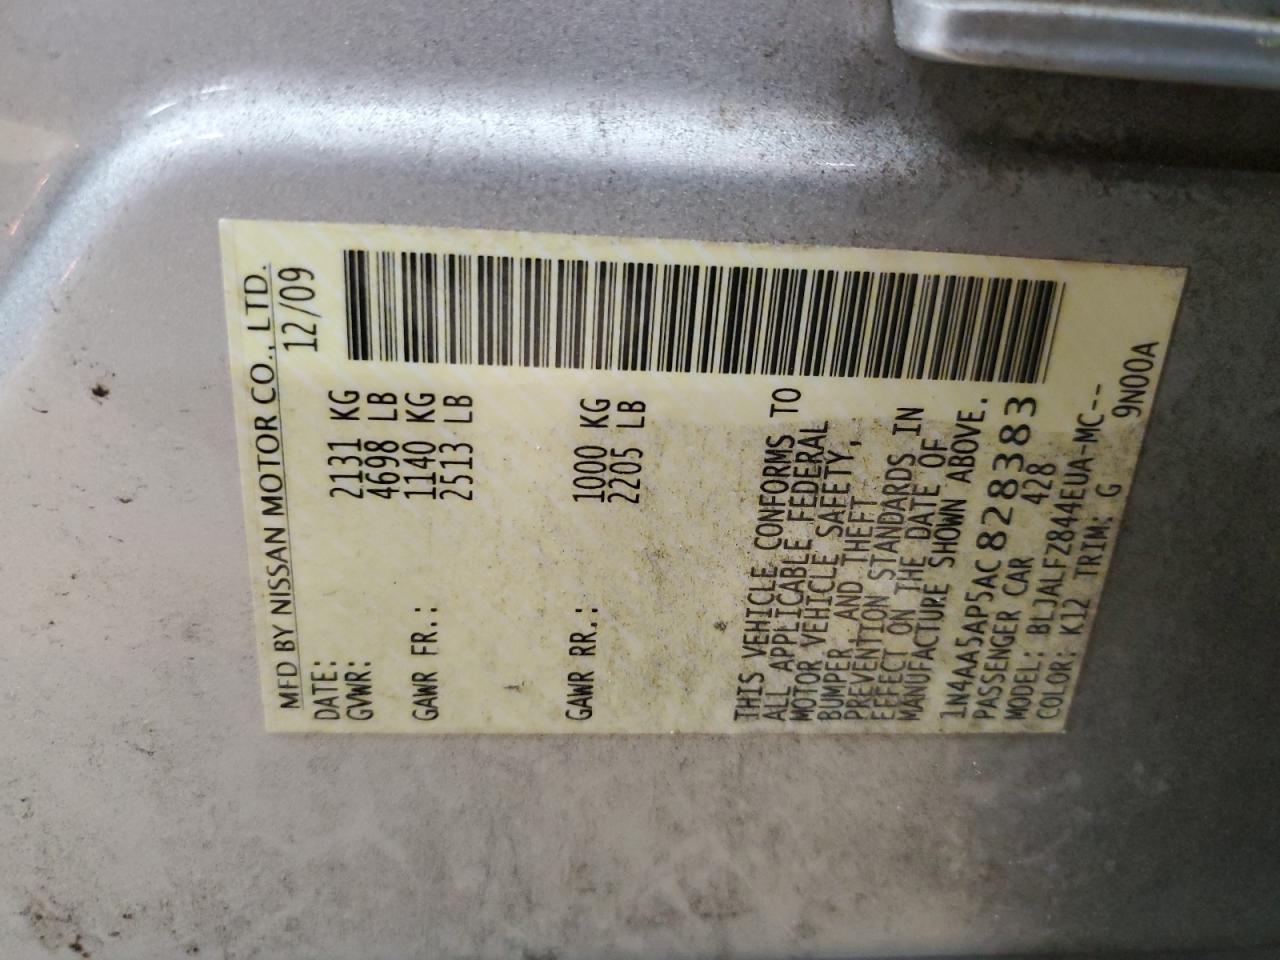 MFD BY NISSAN MOTOR CO., LTD.
DATE: 12/09
GVWR: 2131 KG
4698 LB
GAWR FR.: 1140 KG
2513 LB
GAWR RR.: 1000 KG
2205 LB
THIS VEHICLE CONFORMS TO
ALL APPLICABLE FEDERAL
MOTOR VEHICLE SAFETY,
BUMPER AND THEFT
PREVENTION STANDARDS IN
EFFECT ON THE DATE OF
MANUFACTURE SHOWN ABOVE.
1N4AA5AP5AC828383
PASSENGER CAR 428
MODEL: BLJALFZ844EUA-MC--
COLOR: K12 TRIM: G
9N00A